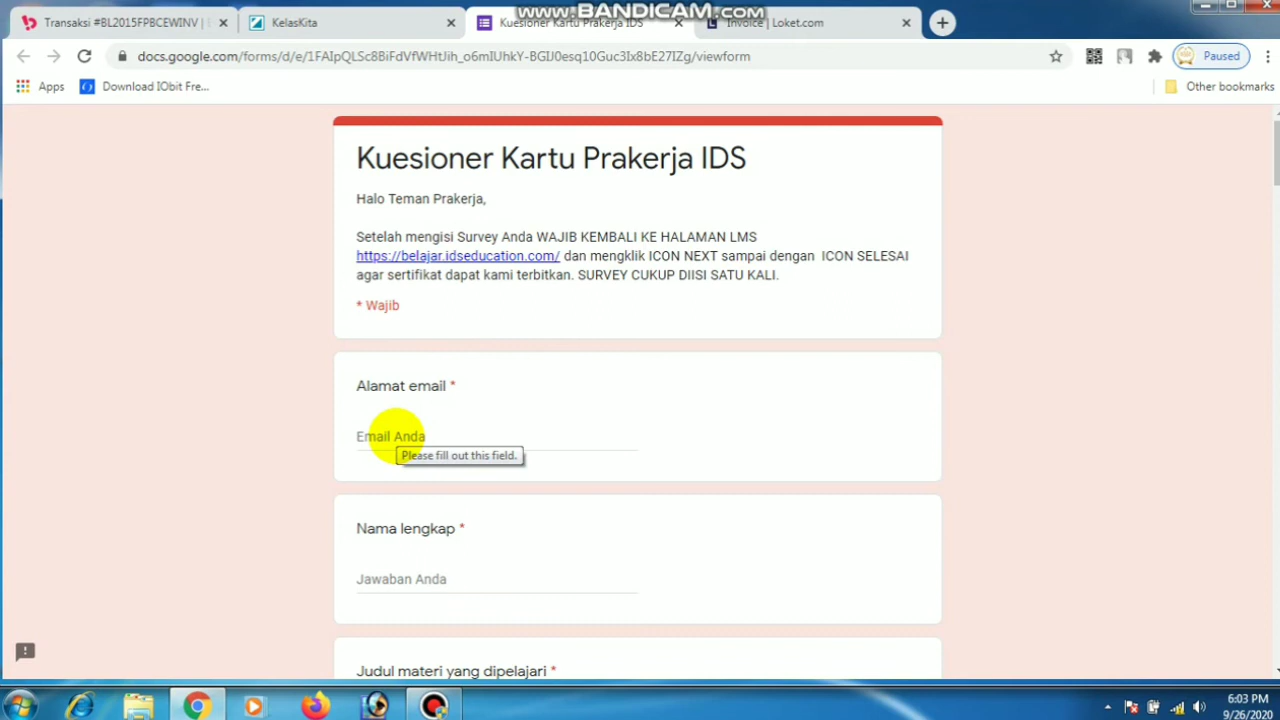 www.BANDICAM.com
Transaksi #BL2015FPBCEWINV |
KelasKita
Kuesioner Kartu Prakerja IDS
Invoice | Loket.com
docs.google.com/forms/d/e/1FAIpQLSc8BiFdVfWHtJih_o6mIUhkY-BGIJ0esq10Guc3Ix8bE27IZg/viewform
Paused
Apps
Download IObit Fre...
Other bookmarks
Kuesioner Kartu Prakerja IDS
Halo Teman Prakerja,
Setelah mengisi Survey Anda WAJIB KEMBALI KE HALAMAN LMS
https://belajar.idseducation.com/ dan mengklik ICON NEXT sampai dengan ICON SELESAI
agar sertifikat dapat kami terbitkan. SURVEY CUKUP DIISI SATU KALI.
* Wajib
Alamat email *
Email Anda
Please fill out this field.
Nama lengkap *
Jawaban Anda
Judul materi yang dipelajari *
6:03 PM
9/26/2020